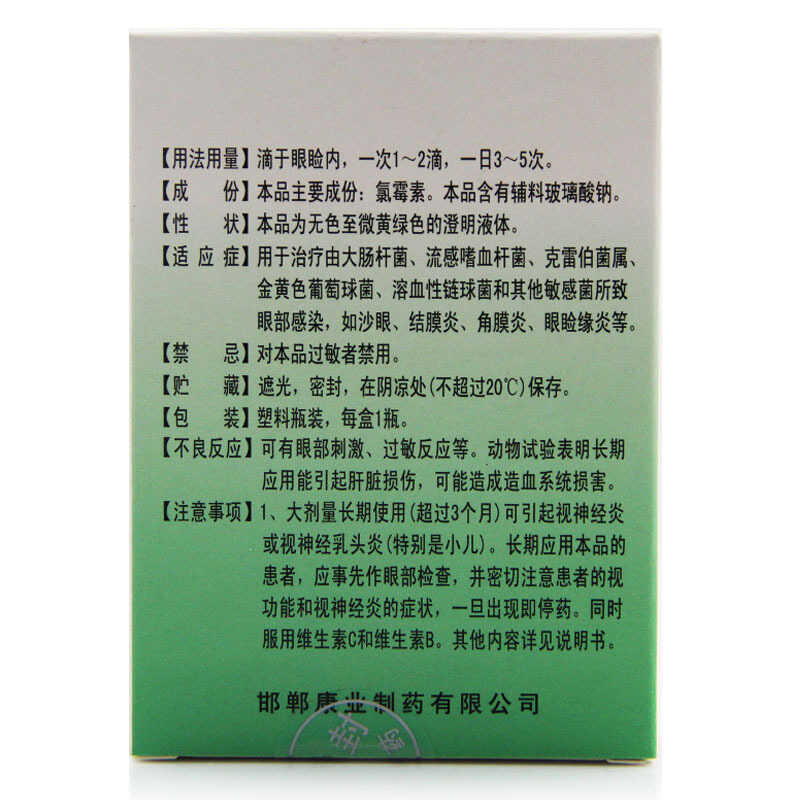 【用法用量】滴于眼睑内，一次1～2滴，一日3～5次。
【成 份】本品主要成份：氯霉素。本品含有辅料玻璃酸钠。
【性 状】本品为无色至微黄绿色的澄明液体。
【适 应 症】用于治疗由大肠杆菌、流感嗜血杆菌、克雷伯菌属、
金黄色葡萄球菌、溶血性链球菌和其他敏感菌所致
眼部感染，如沙眼、结膜炎、角膜炎、眼睑缘炎等。
【禁 忌】对本品过敏者禁用。
【贮 藏】遮光，密封，在阴凉处(不超过20℃)保存。
【包 装】塑料瓶装，每盒1瓶。
【不良反应】可有眼部刺激、过敏反应等。动物试验表明长期
应用能引起肝脏损伤，可能造成造血系统损害。
【注意事项】1、大剂量长期使用(超过3个月)可引起视神经炎
或视神经乳头炎(特别是小儿)。长期应用本品的
患者，应事先作眼部检查，并密切注意患者的视
功能和视神经炎的症状，一旦出现即停药。同时
服用维生素C和维生素B。其他内容详见说明书。
邯郸康业制药有限公司
封